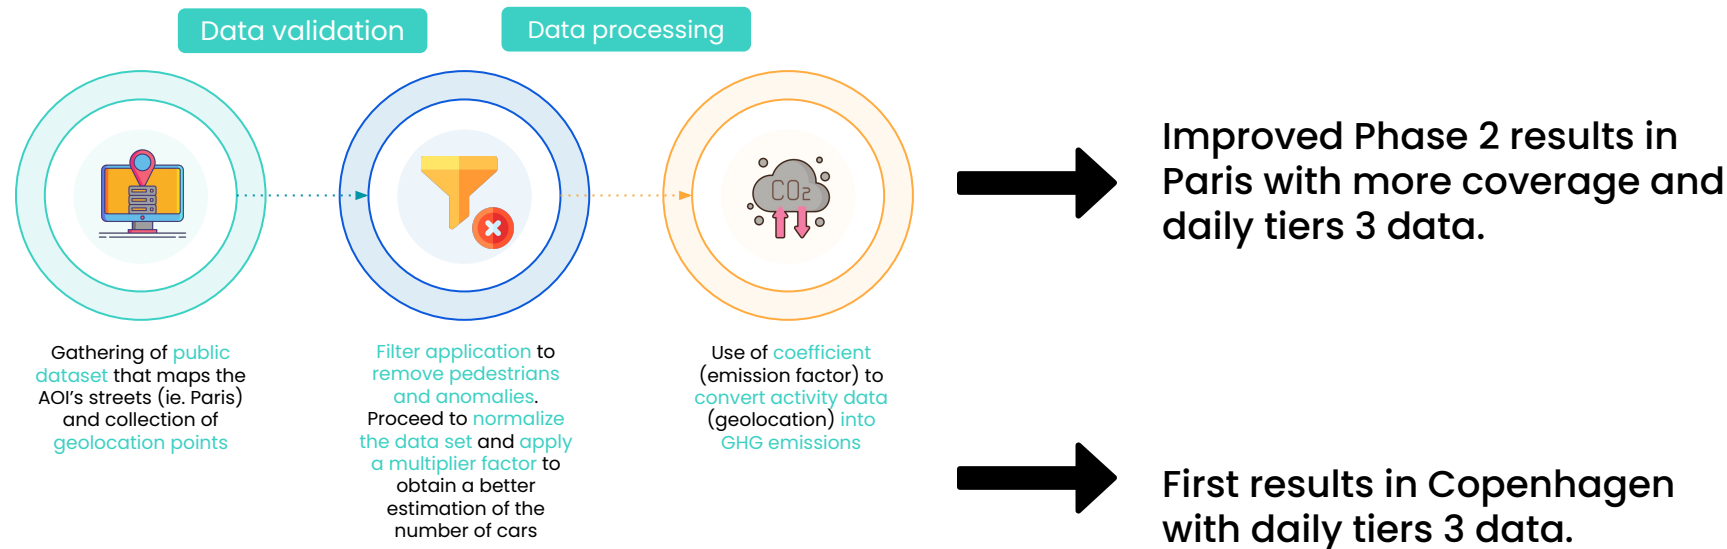 Data validation
Data processing
CO2
Gathering of public
dataset that maps the
AOI's streets (ie. Paris)
and collection of
geolocation points
Filter application to
remove pedestrians
and anomalies.
Proceed to normalize
the data set and apply
a multiplier factor to
obtain a better
estimation of the
number of cars
Use of coefficient
(emission factor) to
convert activity data
(geolocation) into
GHG emissions
Improved Phase 2 results in
Paris with more coverage and
daily tiers 3 data.
First results in Copenhagen
with daily tiers 3 data.